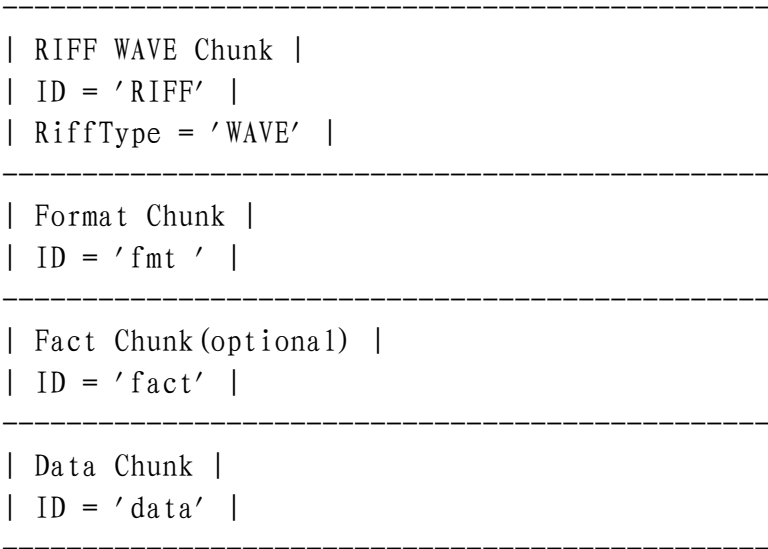 ------------------------------------------------
| RIFF WAVE Chunk |
| ID = 'RIFF' |
| RiffType = 'WAVE' |
------------------------------------------------
| Format Chunk |
| ID = 'fmt ' |
------------------------------------------------
| Fact Chunk(optional) |
| ID = 'fact' |
------------------------------------------------
| Data Chunk |
| ID = 'data' |
------------------------------------------------